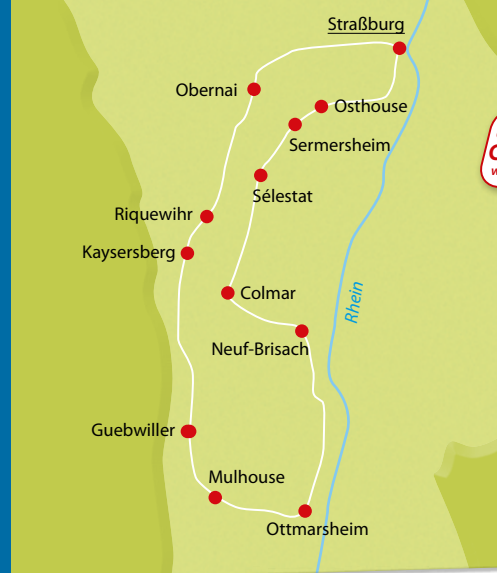 Straßburg
Obernai
Osthouse
Sermersheim
Sélestat
Riquewihr
Kaysersberg
Colmar
Rhein
Neuf-Brisach
Guebwiller
Mulhouse
Ottmarsheim